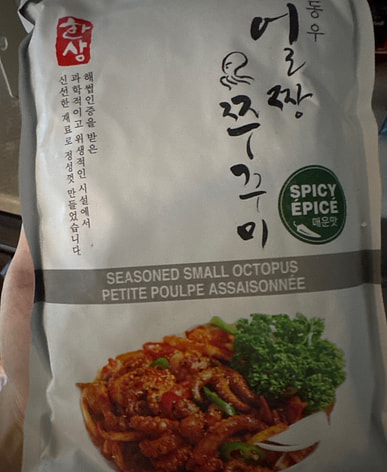 한상
동우
얼짱
쭈꾸미
해썹인증을 받은
과학적이고 위생적인 시설에서
신선한 재료로 정성껏 만들었습니다
SPICY
ÉPICÉ
매운맛
SEASONED SMALL OCTOPUS
PETITE POULPE ASSAISONNÉE